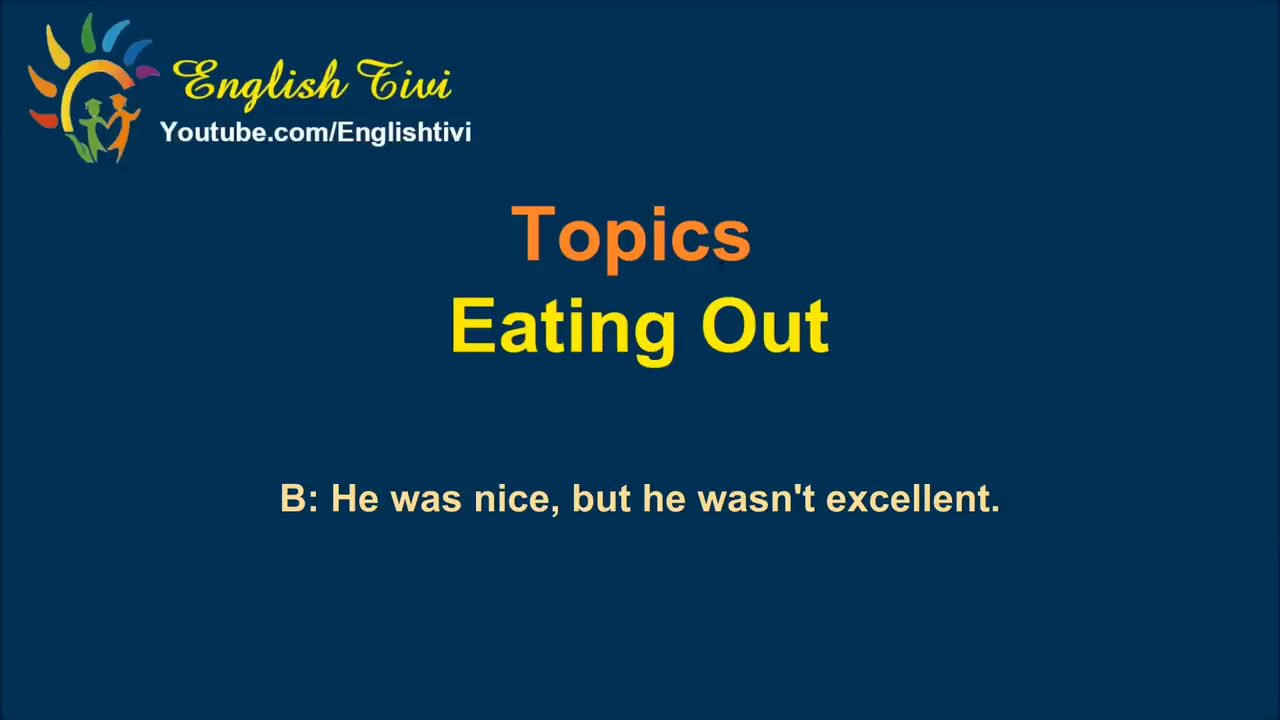 English Tivi
Youtube.com/Englishtivi
Topics
Eating Out
B: He was nice, but he wasn't excellent.